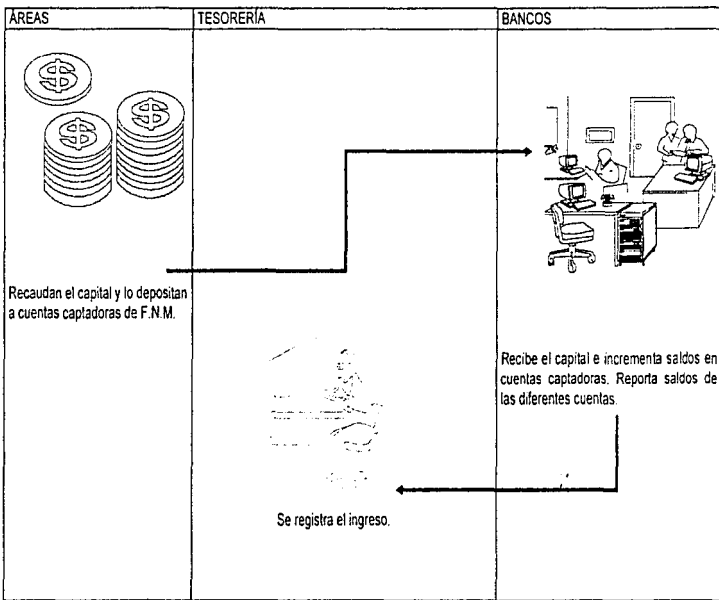 ÁREAS
TESORERÍA
BANCOS
$
$
$
Recaudan el capital y lo depositan
a cuentas captadoras de F.N.M.
Recibe el capital e incrementa saldos en
cuentas captadoras. Reporta saldos de
las diferentes cuentas.
Se registra el ingreso.